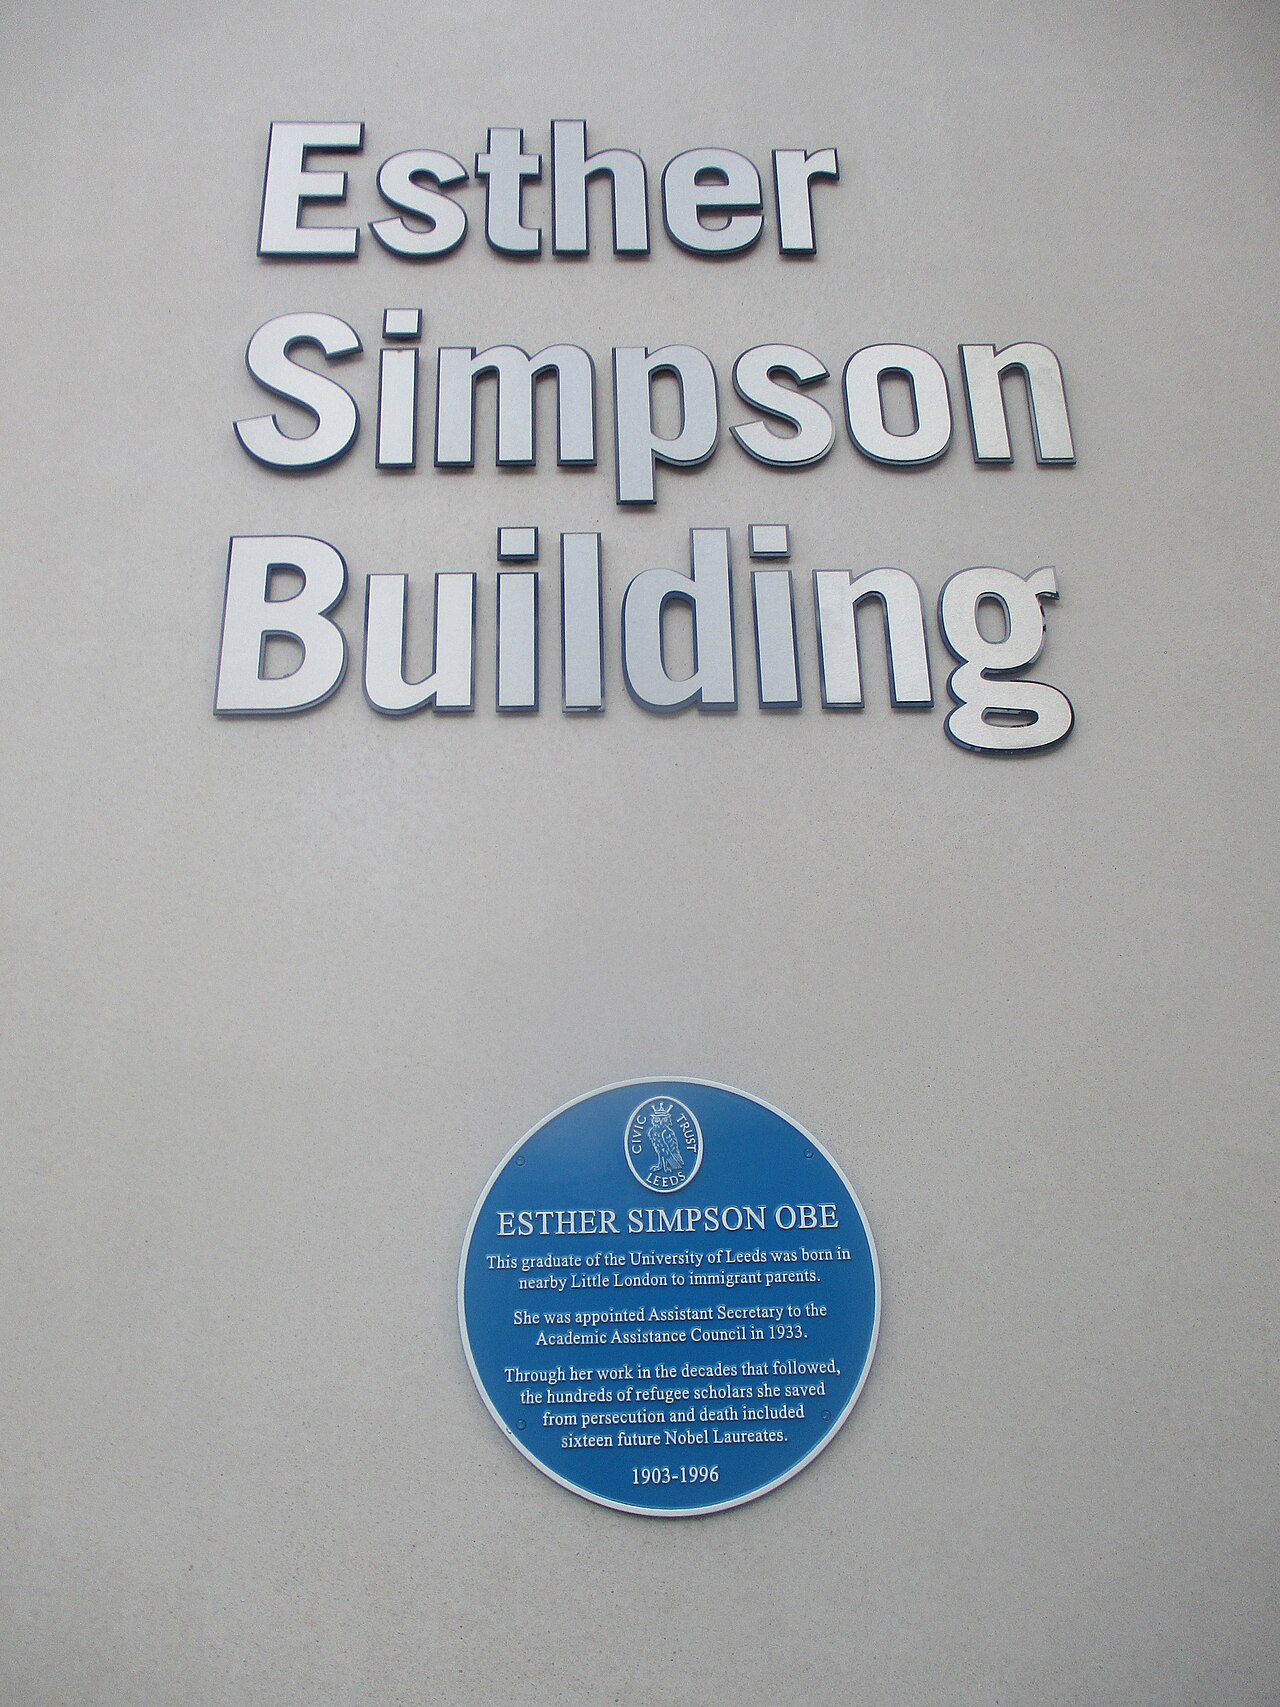 Esther
Simpson
Building
CIVIC TRUST
LEEDS
ESTHER SIMPSON OBE
This graduate of the University of Leeds was born in
nearby Little London to immigrant parents.
She was appointed Assistant Secretary to the
Academic Assistance Council in 1933.
Through her work in the decades that followed,
the hundreds of refugee scholars she saved
from persecution and death included
sixteen future Nobel Laureates.
1903-1996